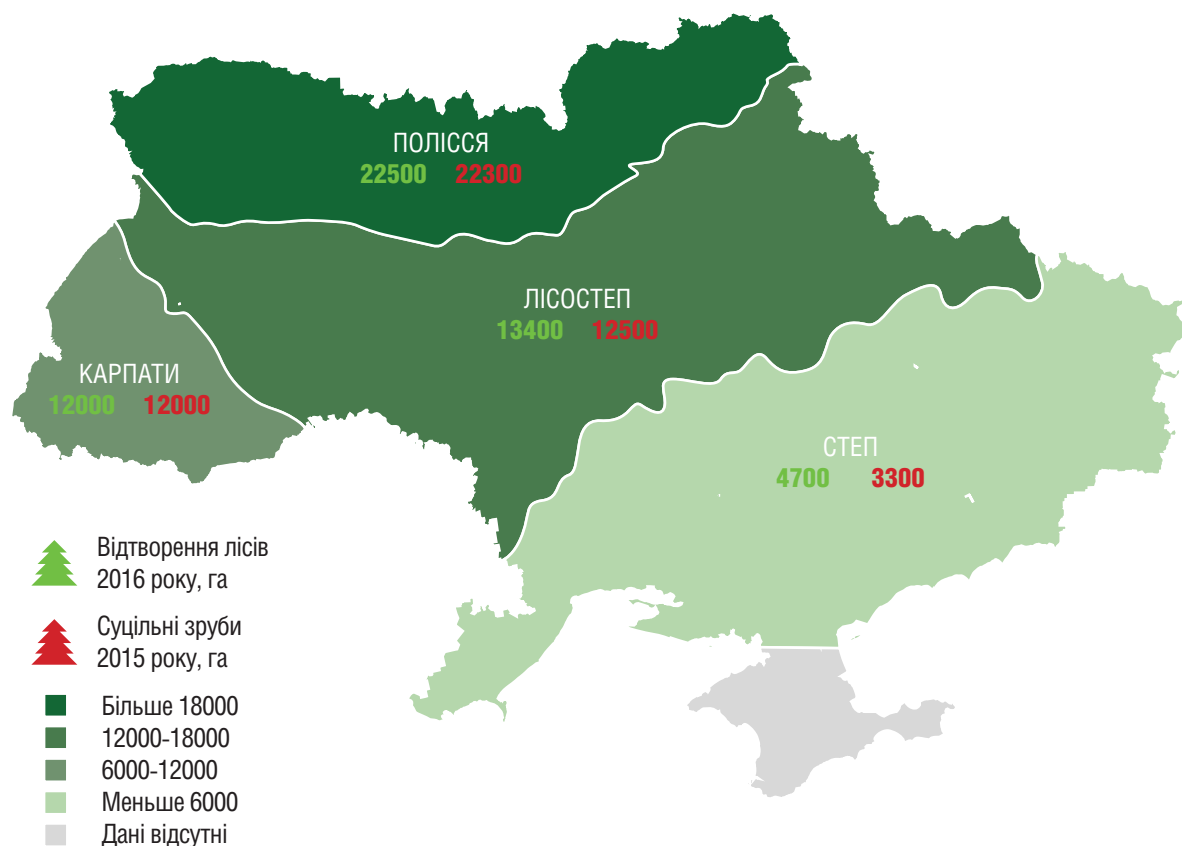 ПОЛІССЯ
22500 22300
ЛІСОСТЕП
13400 12500
КАРПАТИ
12000 12000
СТЕП
4700 3300
Відтворення лісів
2016 року, га
Суцільні зруби
2015 року, га
Більше 18000
12000-18000
6000-12000
Меньше 6000
Дані відсутні